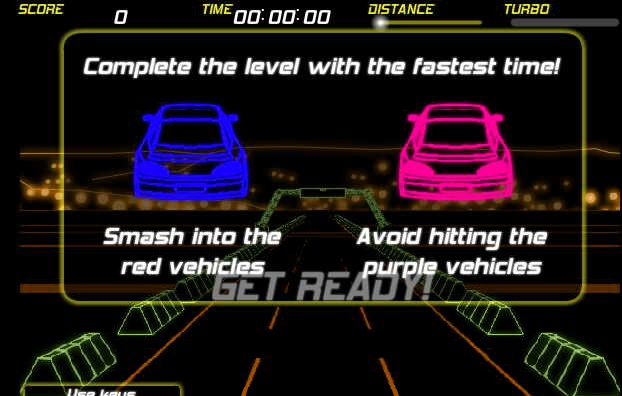 SCORE 0 TIME 00:00:00 DISTANCE TURBO
Complete the level with the fastest time!
Smash into the
red vehicles
Avoid hitting the
purple vehicles
GET READY!
Use keys